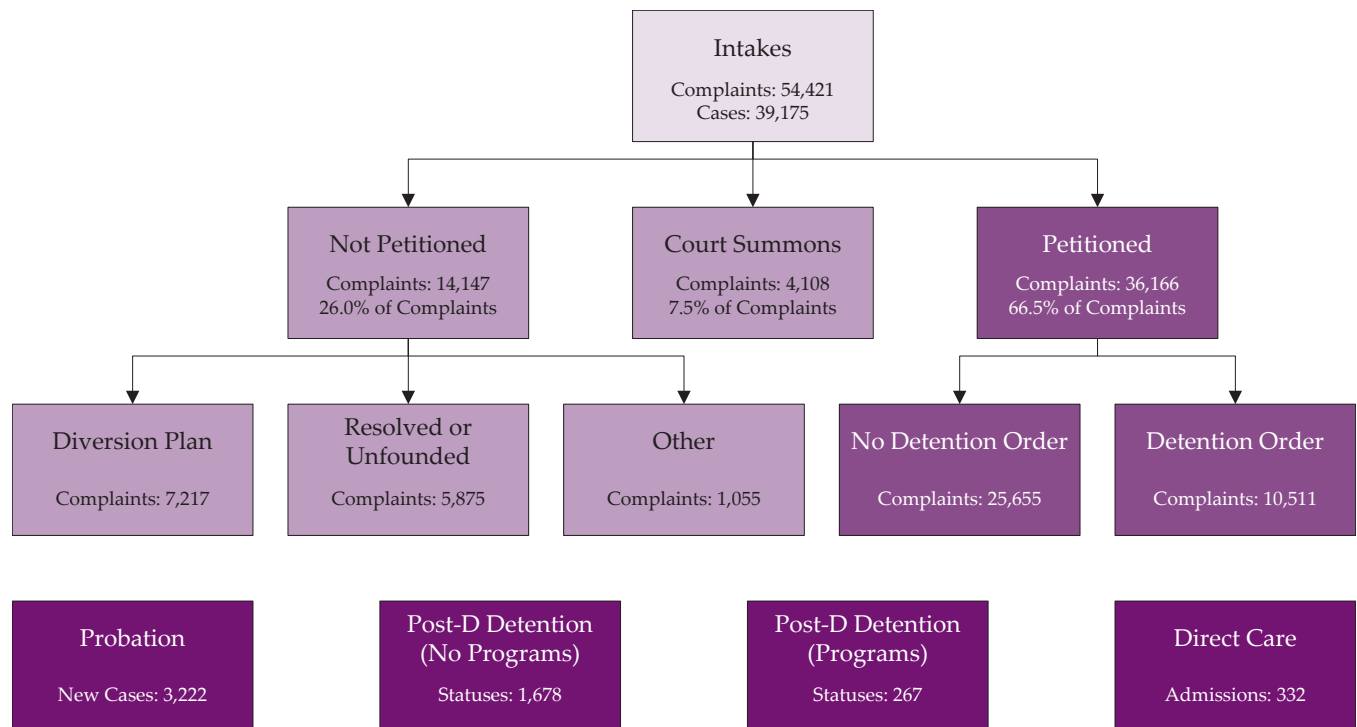 Intakes
Complaints: 54,421
Cases: 39,175
Not Petitioned
Complaints: 14,147
26.0% of Complaints
Court Summons
Complaints: 4,108
7.5% of Complaints
Petitioned
Complaints: 36,166
66.5% of Complaints
Diversion Plan
Complaints: 7,217
Resolved or
Unfounded
Complaints: 5,875
Other
Complaints: 1,055
No Detention Order
Complaints: 25,655
Detention Order
Complaints: 10,511
Probation
New Cases: 3,222
Post-D Detention
(No Programs)
Statuses: 1,678
Post-D Detention
(Programs)
Statuses: 267
Direct Care
Admissions: 332